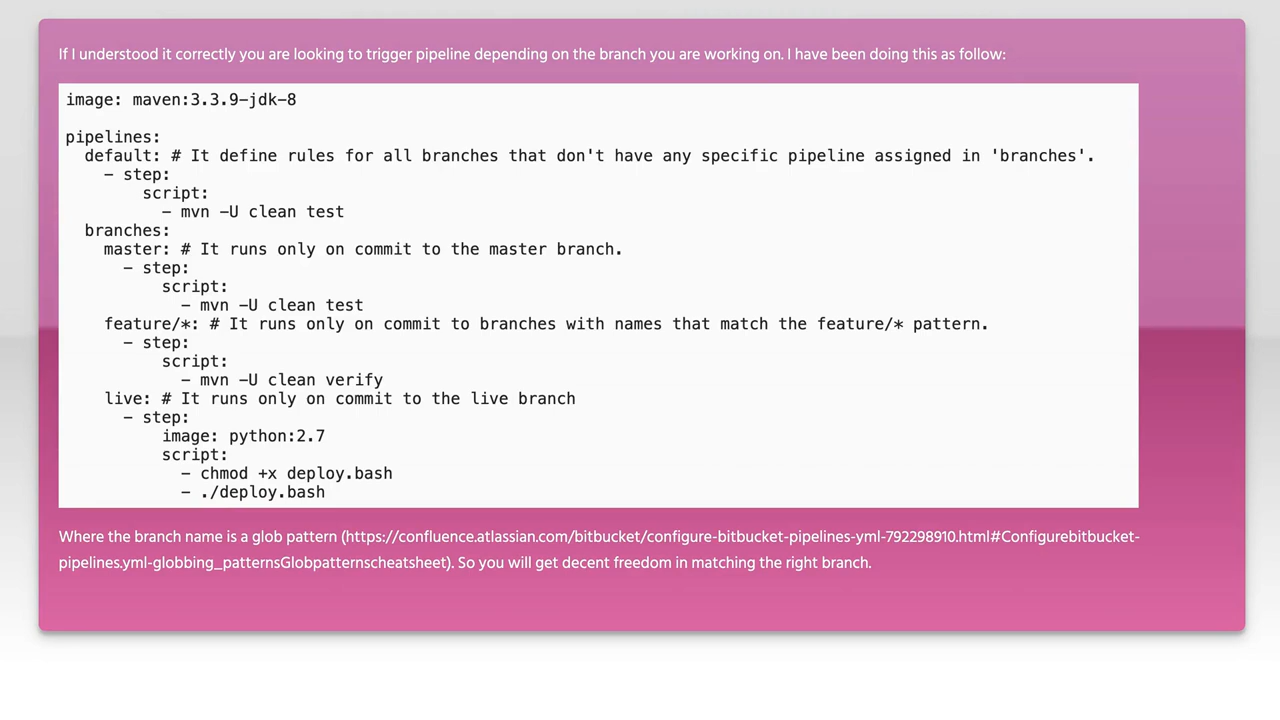 If I understood it correctly you are looking to trigger pipeline depending on the branch you are working on. I have been doing this as follow:
image: maven:3.3.9-jdk-8
pipelines:
default: # It define rules for all branches that don't have any specific pipeline assigned in 'branches'.
- step:
script:
- mvn -U clean test
branches:
master: # It runs only on commit to the master branch.
- step:
script:
- mvn -U clean test
feature/*: # It runs only on commit to branches with names that match the feature/* pattern.
- step:
script:
- mvn -U clean verify
live: # It runs only on commit to the live branch
- step:
image: python:2.7
script:
- chmod +x deploy.bash
- ./deploy.bash
Where the branch name is a glob pattern (https://confluence.atlassian.com/bitbucket/configure-bitbucket-pipelines-yml-792298910.html#Configurebitbucket-
pipelines.yml-globbing_patternsGlobpatternscheatsheet). So you will get decent freedom in matching the right branch.